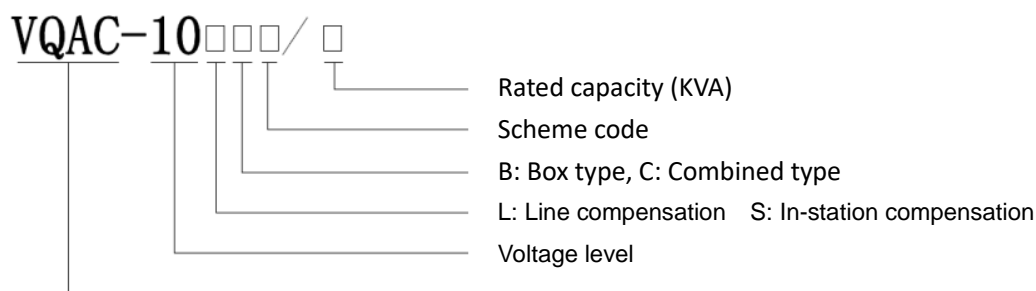 VQAC-10□□□/□
Rated capacity (KVA)
Scheme code
B: Box type, C: Combined type
L: Line compensation S: In-station compensation
Voltage level